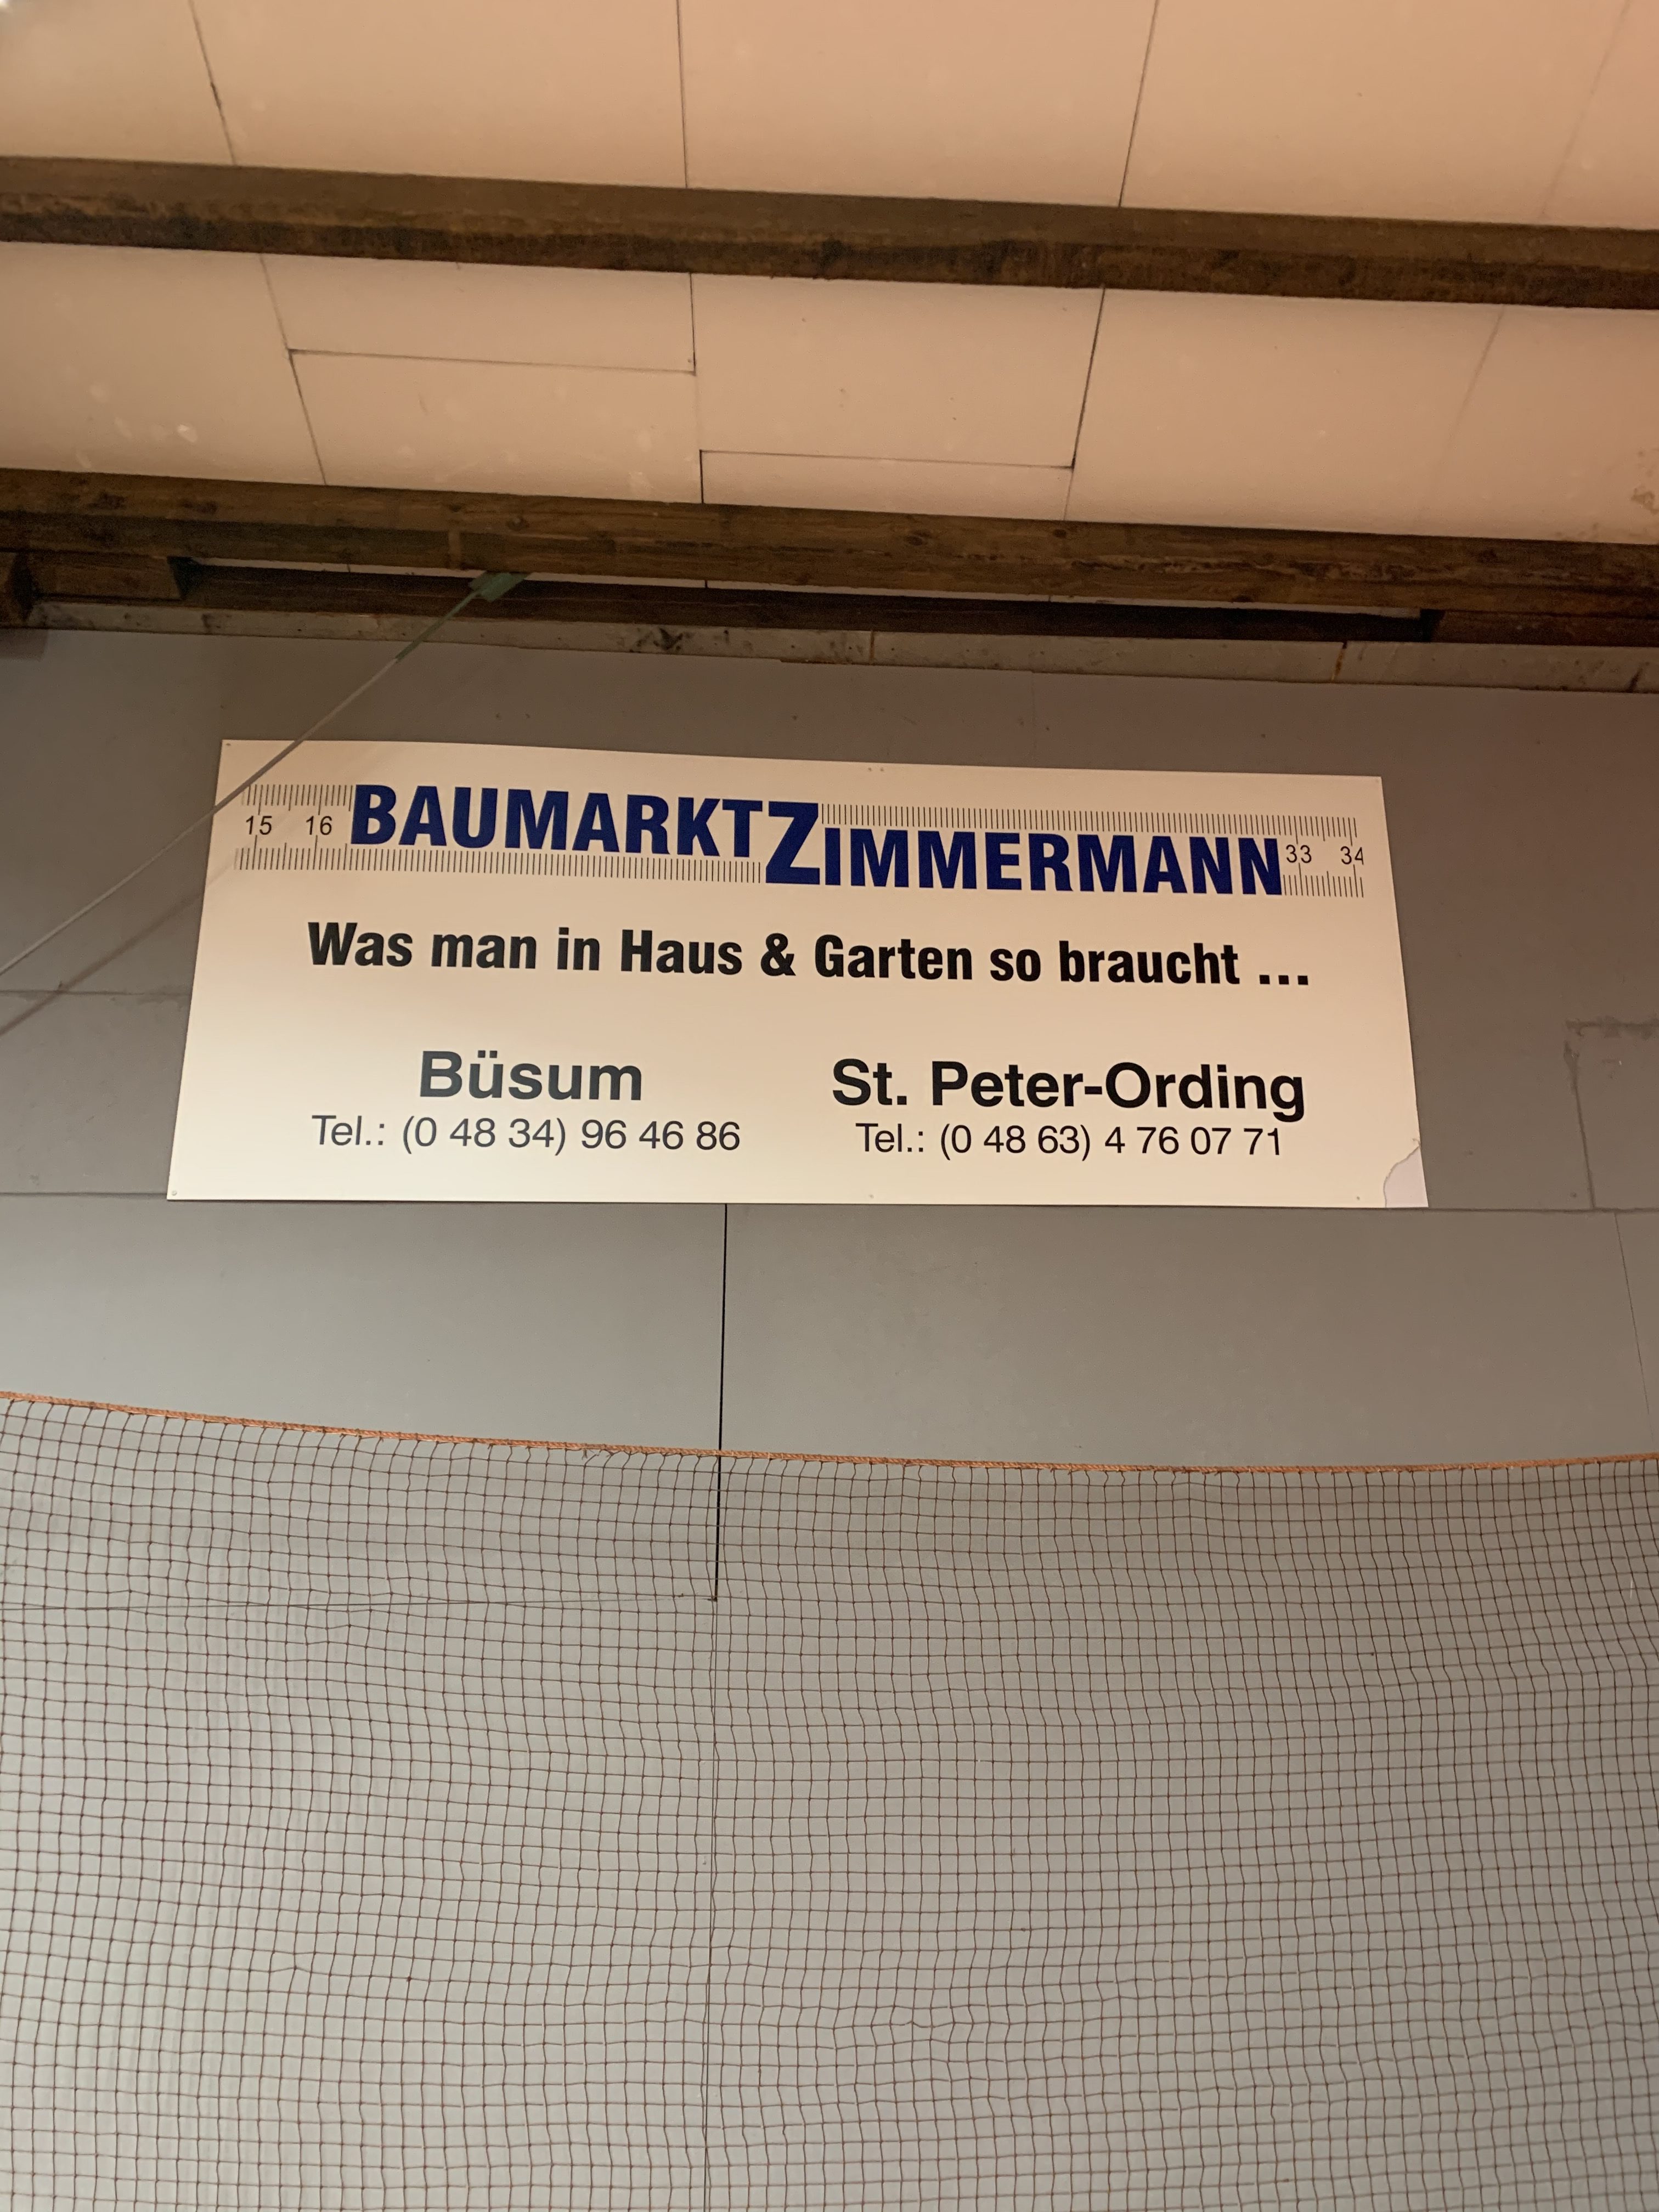 15 16 BAUMARKTZIMMERMANN 33 34
Was man in Haus & Garten so braucht ...
Büsum
Tel.: (0 48 34) 96 46 86
St. Peter-Ording
Tel.: (0 48 63) 4 76 07 71